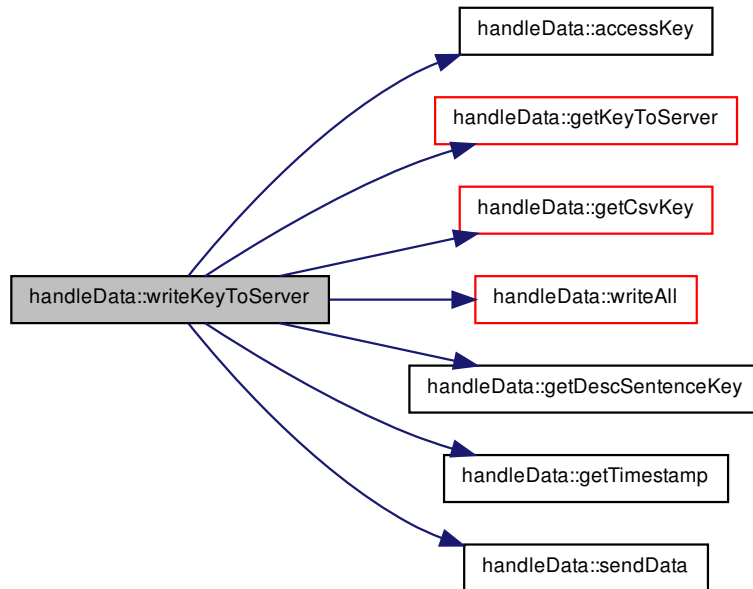 handleData::accessKey
handleData::getKeyToServer
handleData::getCsvKey
handleData::writeKeyToServer
handleData::writeAll
handleData::getDescSentenceKey
handleData::getTimestamp
handleData::sendData